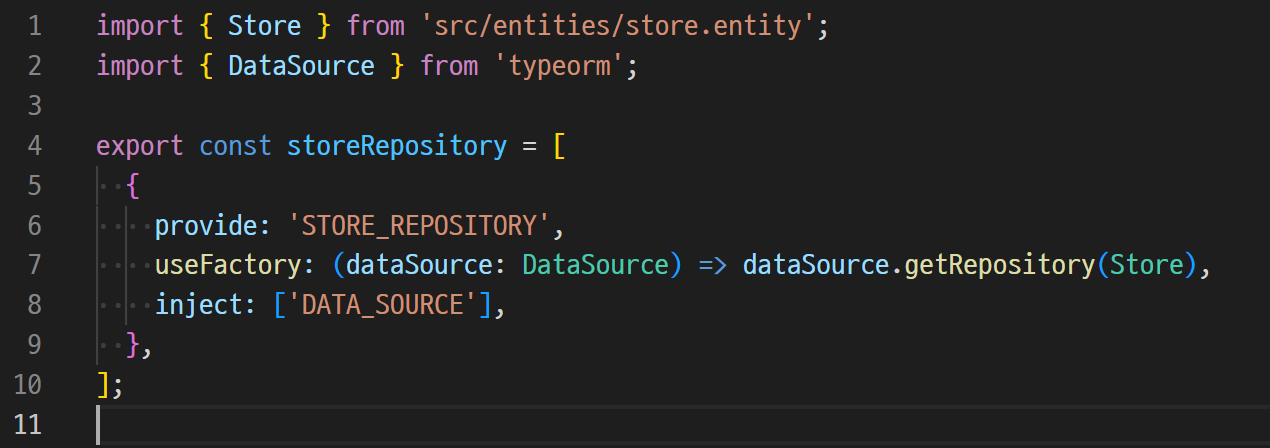 1 import { Store } from 'src/entities/store.entity';
2 import { DataSource } from 'typeorm';
3
4 export const storeRepository = [
5   {
6     provide: 'STORE_REPOSITORY',
7     useFactory: (dataSource: DataSource) => dataSource.getRepository(Store),
8     inject: ['DATA_SOURCE'],
9   },
10 ];
11